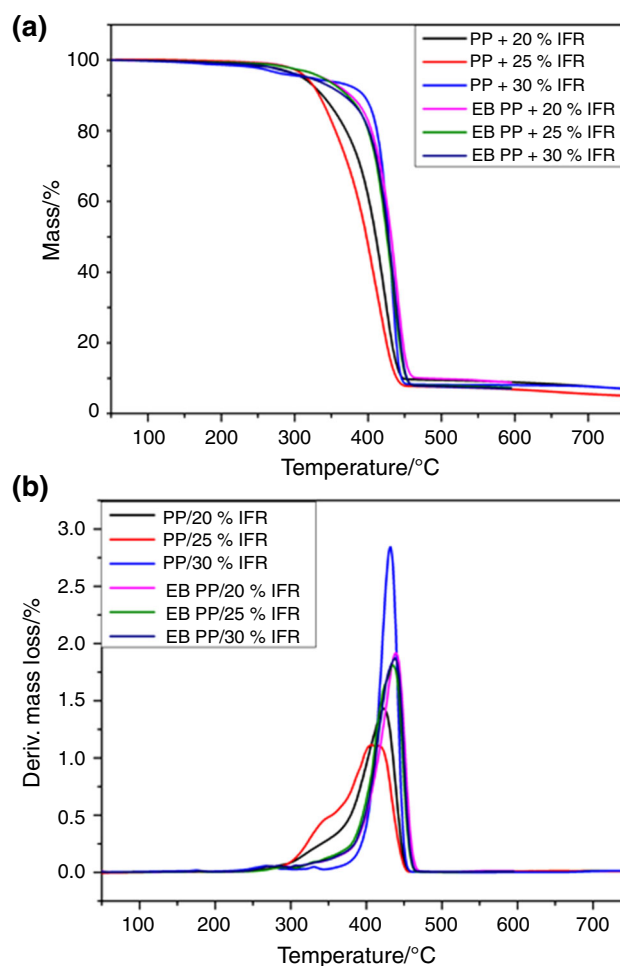 (a)
PP + 20 % IFR
PP + 25 % IFR
PP + 30 % IFR
EB PP + 20 % IFR
EB PP + 25 % IFR
EB PP + 30 % IFR
Mass/%
100
80
60
40
20
0
100 200 300 400 500 600 700
Temperature/°C
(b)
PP/20 % IFR
PP/25 % IFR
PP/30 % IFR
EB PP/20 % IFR
EB PP/25 % IFR
EB PP/30 % IFR
Deriv. mass loss/%
3.0
2.5
2.0
1.5
1.0
0.5
0.0
100 200 300 400 500 600 700
Temperature/°C